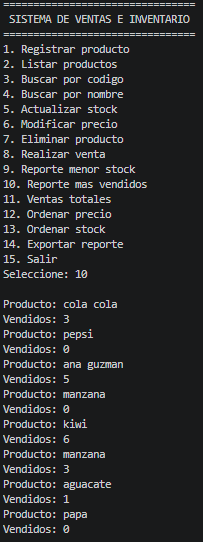 ==============================
SISTEMA DE VENTAS E INVENTARIO
==============================
1. Registrar producto
2. Listar productos
3. Buscar por codigo
4. Buscar por nombre
5. Actualizar stock
6. Modificar precio
7. Eliminar producto
8. Realizar venta
9. Reporte menor stock
10. Reporte mas vendidos
11. Ventas totales
12. Ordenar precio
13. Ordenar stock
14. Exportar reporte
15. Salir
Seleccione: 10
Producto: cola cola
Vendidos: 3
Producto: pepsi
Vendidos: 0
Producto: ana guzman
Vendidos: 5
Producto: manzana
Vendidos: 0
Producto: kiwi
Vendidos: 6
Producto: manzana
Vendidos: 3
Producto: aguacate
Vendidos: 1
Producto: papa
Vendidos: 0